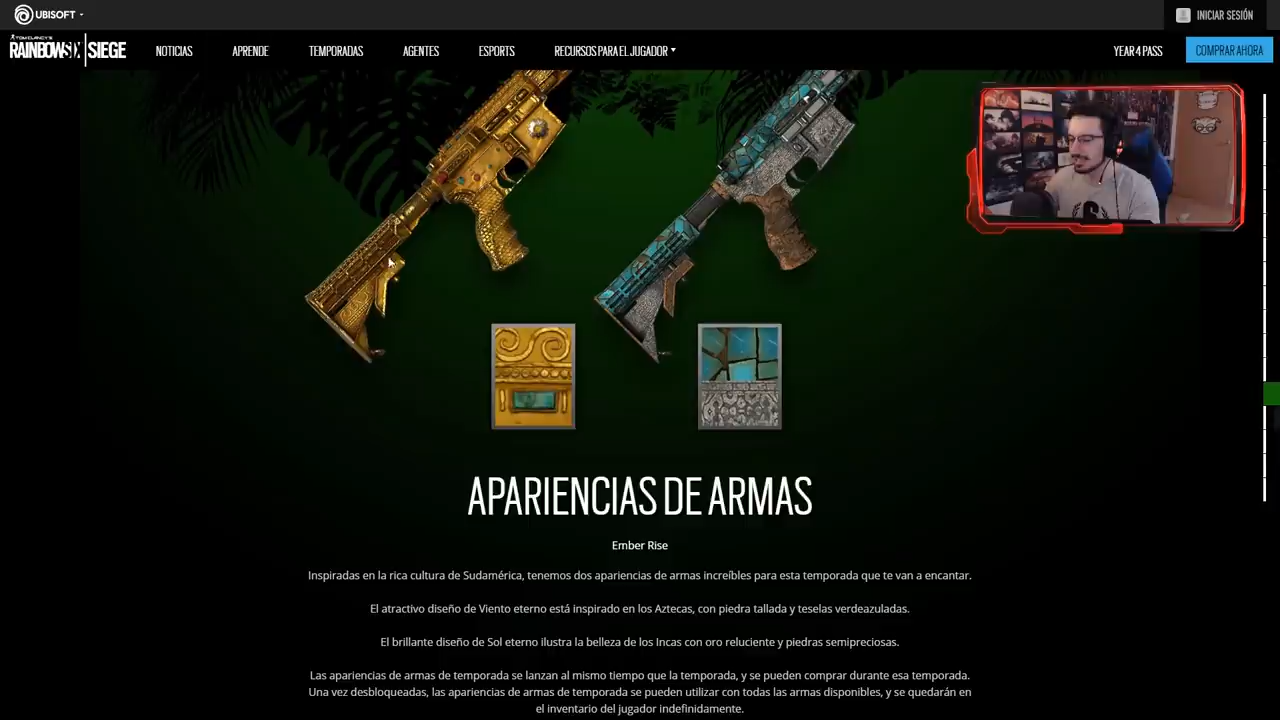 UBISOFT
INICIAR SESIÓN
TOM CLANCY'S
RAINBOWSIX SIEGE
NOTICIAS
APRENDE
TEMPORADAS
AGENTES
ESPORTS
RECURSOS PARA EL JUGADOR
YEAR 4 PASS
COMPRAR AHORA
APARIENCIAS DE ARMAS
Ember Rise
Inspiradas en la rica cultura de Sudamérica, tenemos dos apariencias de armas increíbles para esta temporada que te van a encantar.
El atractivo diseño de Viento eterno está inspirado en los Aztecas, con piedra tallada y teselas verdeazuladas.
El brillante diseño de Sol eterno ilustra la belleza de los Incas con oro reluciente y piedras semipreciosas.
Las apariencias de armas de temporada se lanzan al mismo tiempo que la temporada, y se pueden comprar durante esa temporada.
Una vez desbloqueadas, las apariencias de armas de temporada se pueden utilizar con todas las armas disponibles, y se quedarán en
el inventario del jugador indefinidamente.